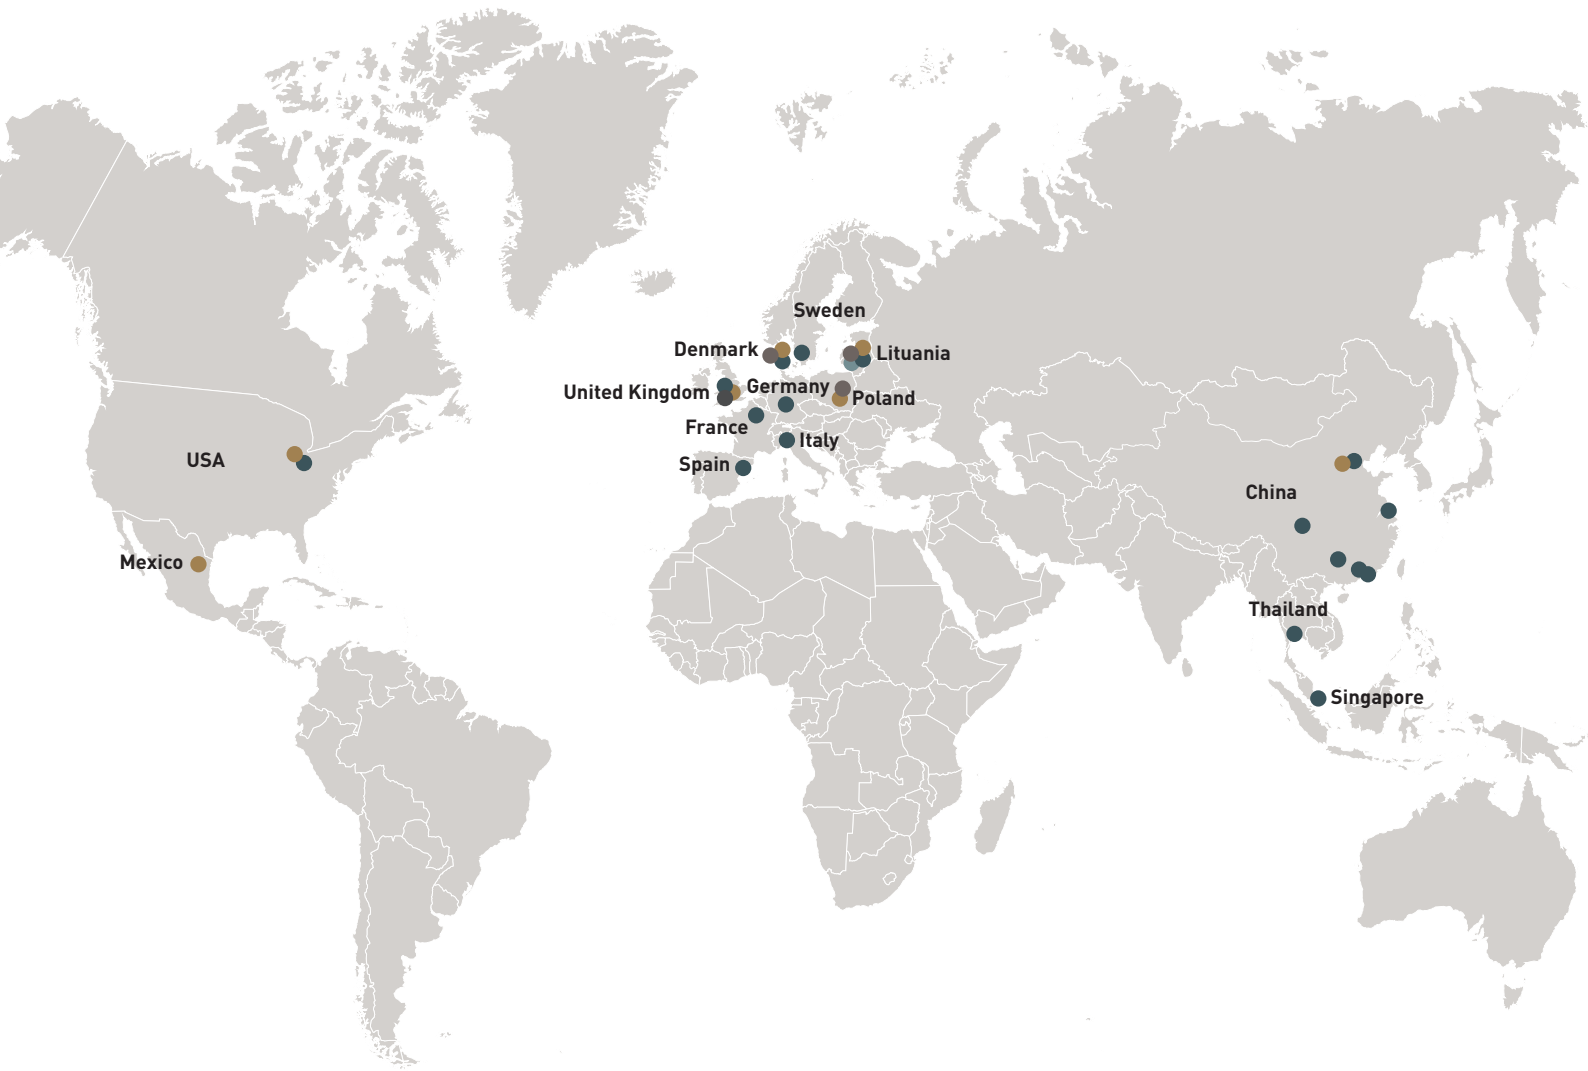 Sweden
Denmark
Lituania
United Kingdom
Germany
Poland
France
Italy
USA
Spain
China
Mexico
Thailand
Singapore